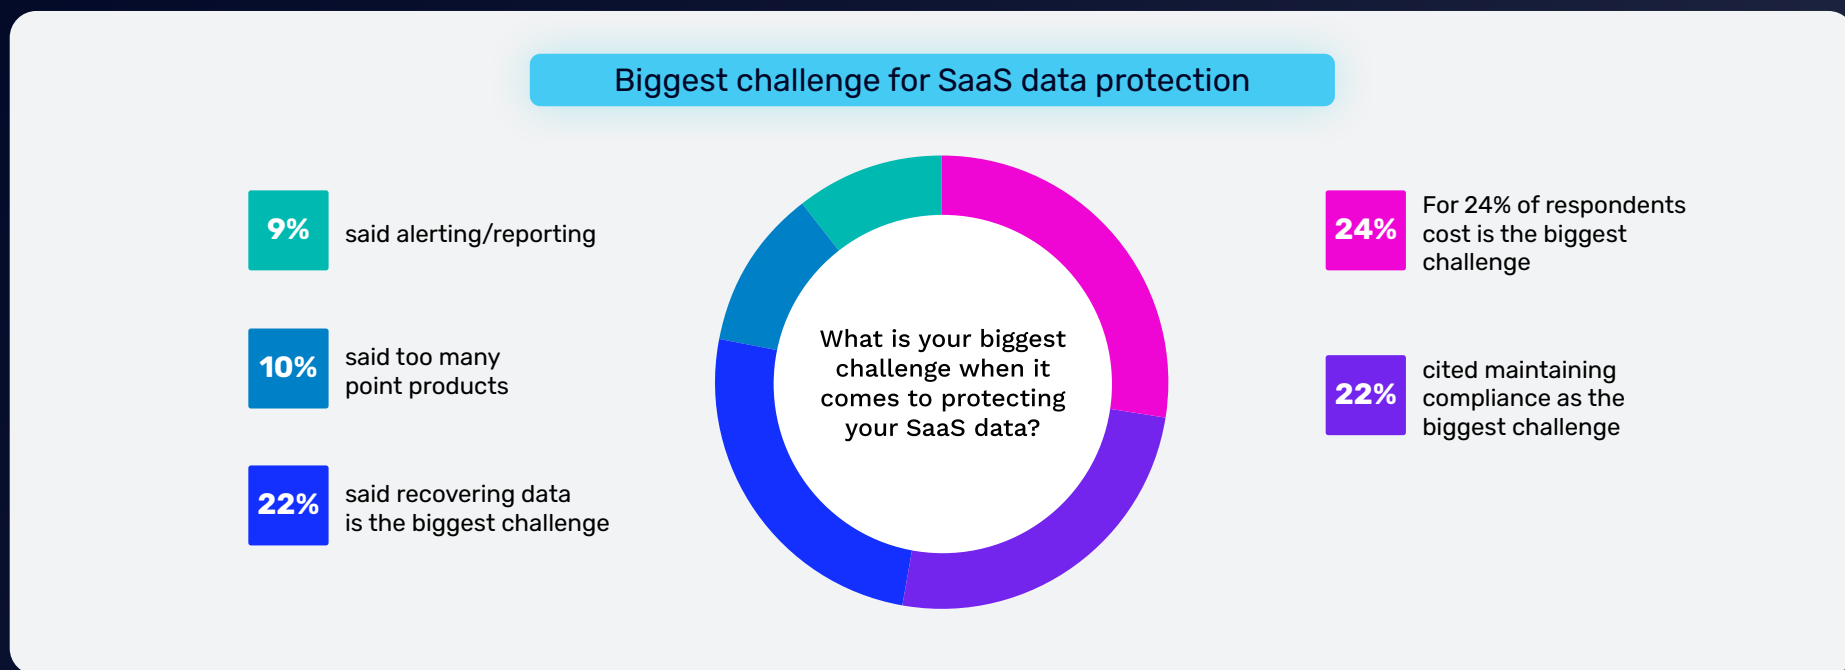 Biggest challenge for SaaS data protection
9%
said alerting/reporting
10%
said too many
point products
22%
said recovering data
is the biggest challenge
What is your biggest
challenge when it
comes to protecting
your SaaS data?
24%
For 24% of respondents
cost is the biggest
challenge
22%
cited maintaining
compliance as the
biggest challenge